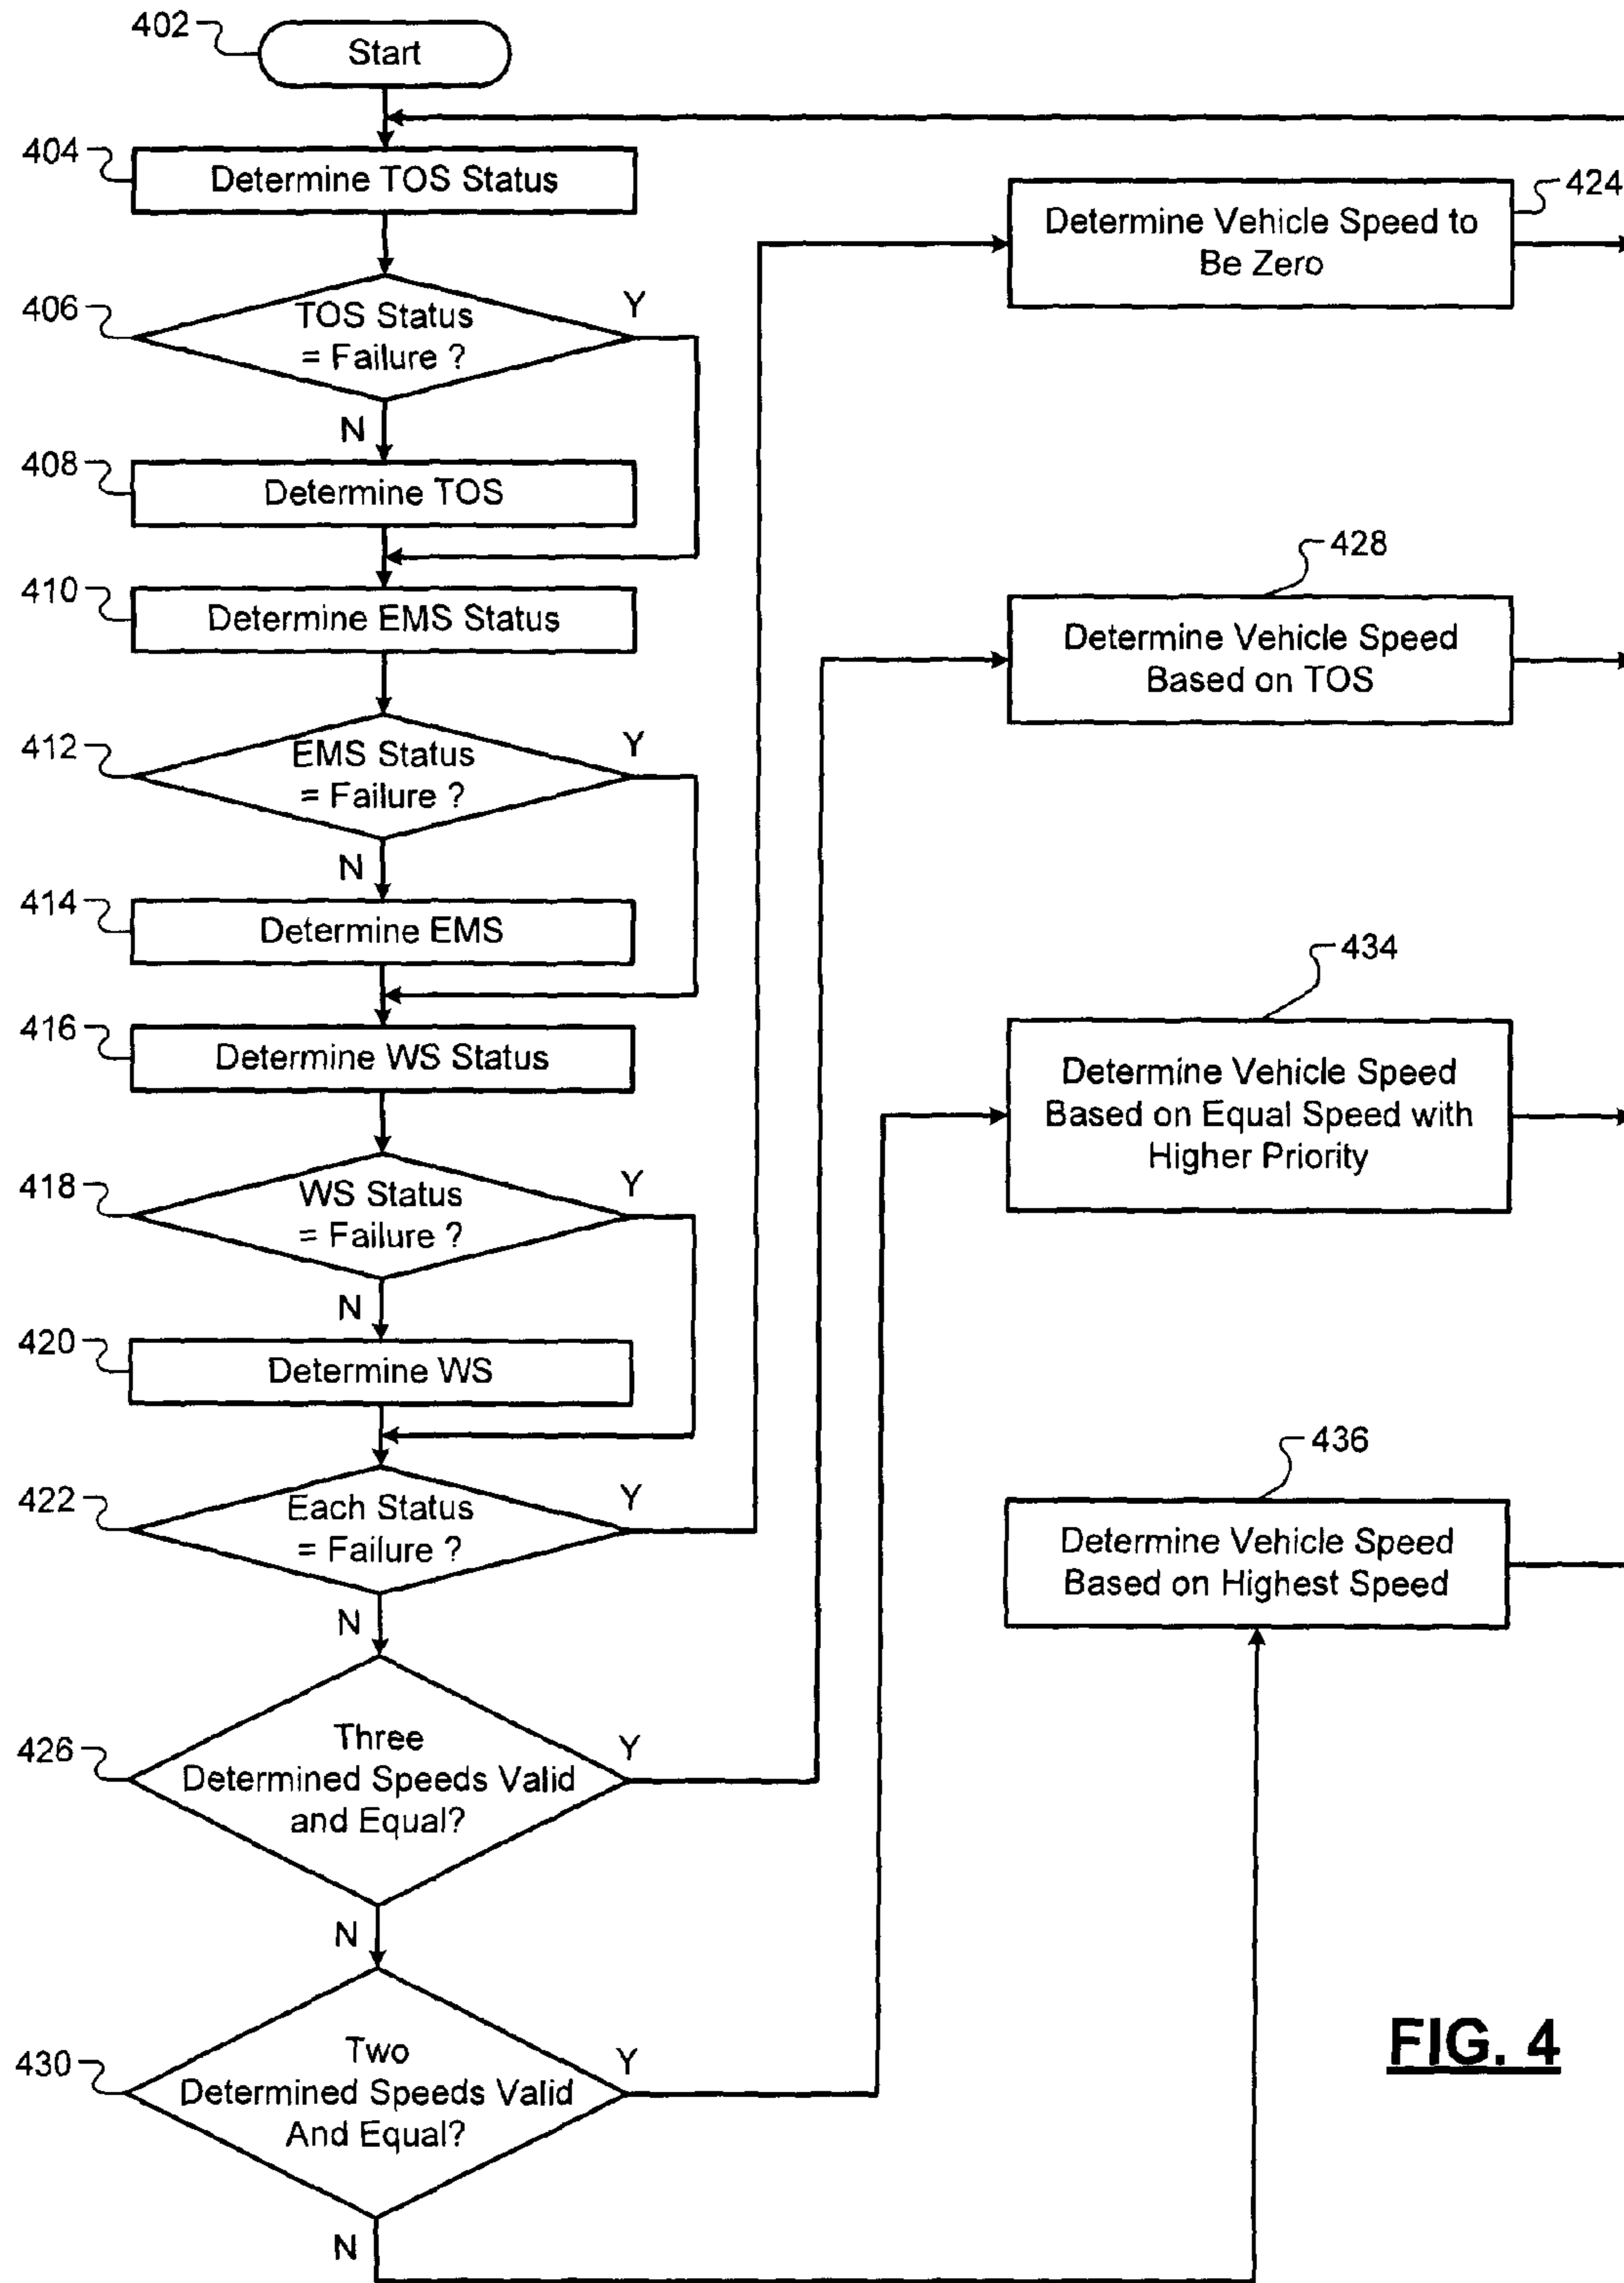 402
Start
404
Determine TOS Status
406
TOS Status
= Failure ?
Y
N
408
Determine TOS
410
Determine EMS Status
412
EMS Status
= Failure ?
Y
N
414
Determine EMS
416
Determine WS Status
418
WS Status
= Failure ?
Y
N
420
Determine WS
422
Each Status
= Failure ?
Y
N
426
Three
Determined Speeds Valid
and Equal?
Y
N
430
Two
Determined Speeds Valid
And Equal?
Y
N
424
Determine Vehicle Speed to
Be Zero
428
Determine Vehicle Speed
Based on TOS
434
Determine Vehicle Speed
Based on Equal Speed with
Higher Priority
436
Determine Vehicle Speed
Based on Highest Speed
FIG. 4